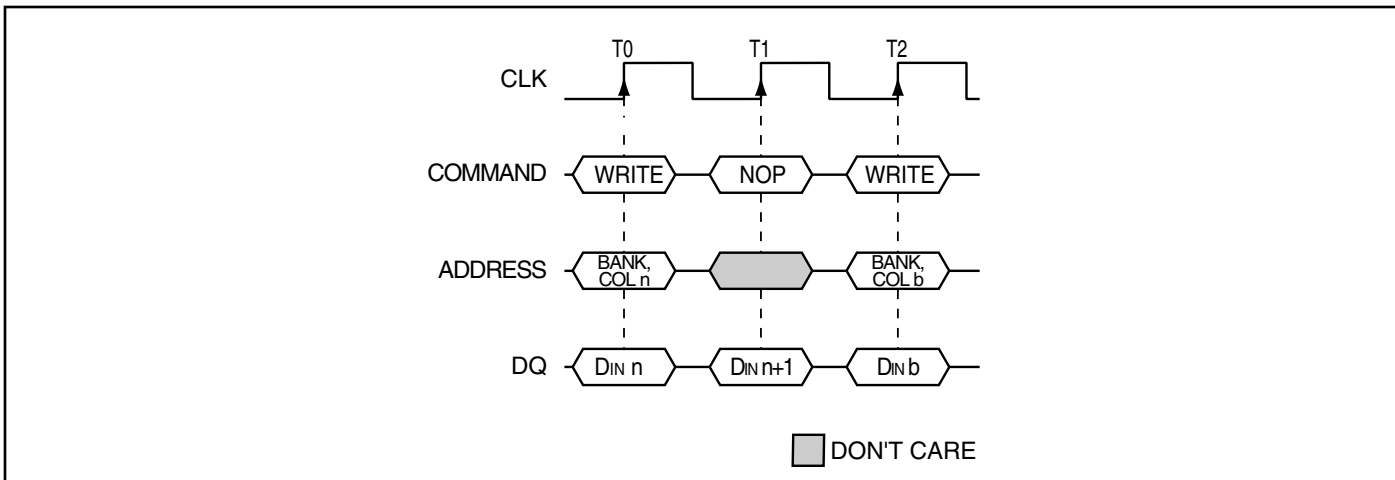 T0 T1 T2
CLK
COMMAND WRITE NOP WRITE
ADDRESS BANK, COL n BANK, COL b
DQ DIN n DIN n+1 DIN b
DON'T CARE